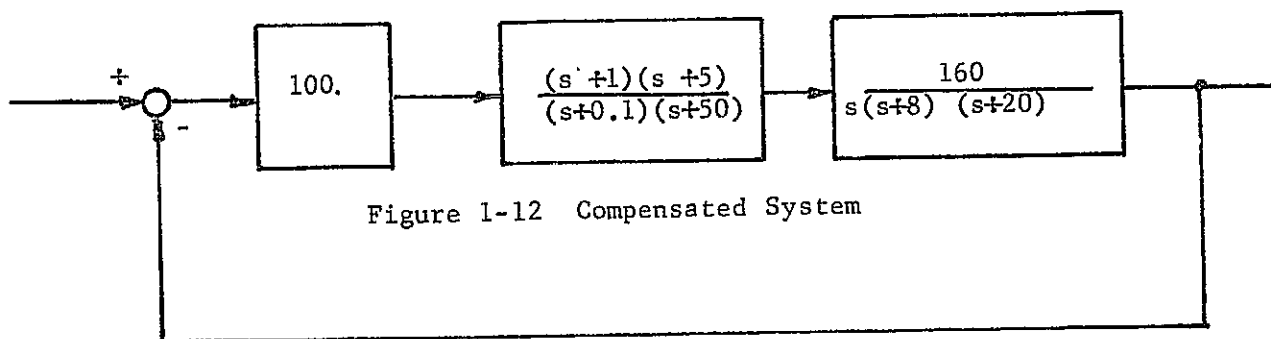 +
-
100.
(s +1)(s +5)
(s+0.1)(s+50)
160
s(s+8) (s+20)
Figure 1-12 Compensated System